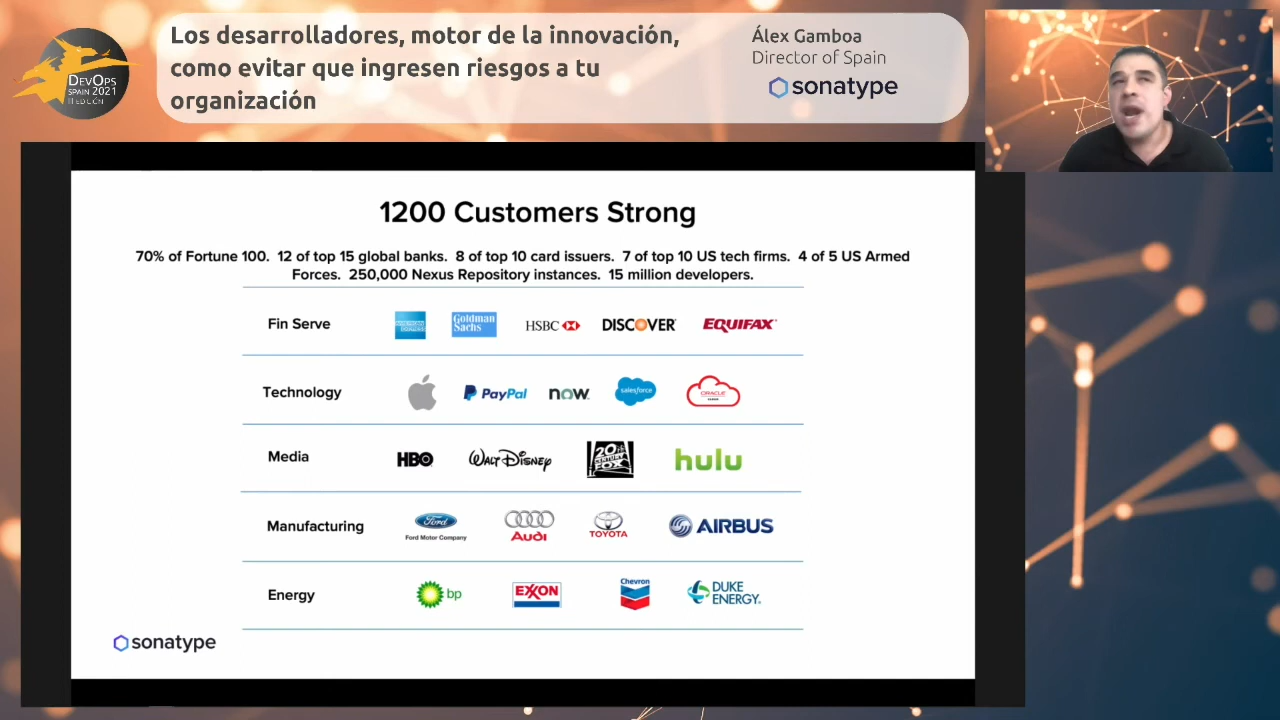 DEVOPS
SPAIN 2021
II EDICIÓN
Los desarrolladores, motor de la innovación,
como evitar que ingresen riesgos a tu
organización
Álex Gamboa
Director of Spain
sonatype
1200 Customers Strong
70% of Fortune 100. 12 of top 15 global banks. 8 of top 10 card issuers. 7 of top 10 US tech firms. 4 of 5 US Armed
Forces. 250,000 Nexus Repository instances. 15 million developers.
Fin Serve
AMERICAN EXPRESS
Goldman
Sachs
HSBC
DISCOVER
EQUIFAX
Technology
PayPal
now
salesforce
ORACLE
Media
HBO
WALT DISNEY
20th
CENTURY
FOX
hulu
Manufacturing
Ford
Ford Motor Company
Audi
TOYOTA
AIRBUS
Energy
bp
EXXON
Chevron
DUKE
ENERGY.
sonatype